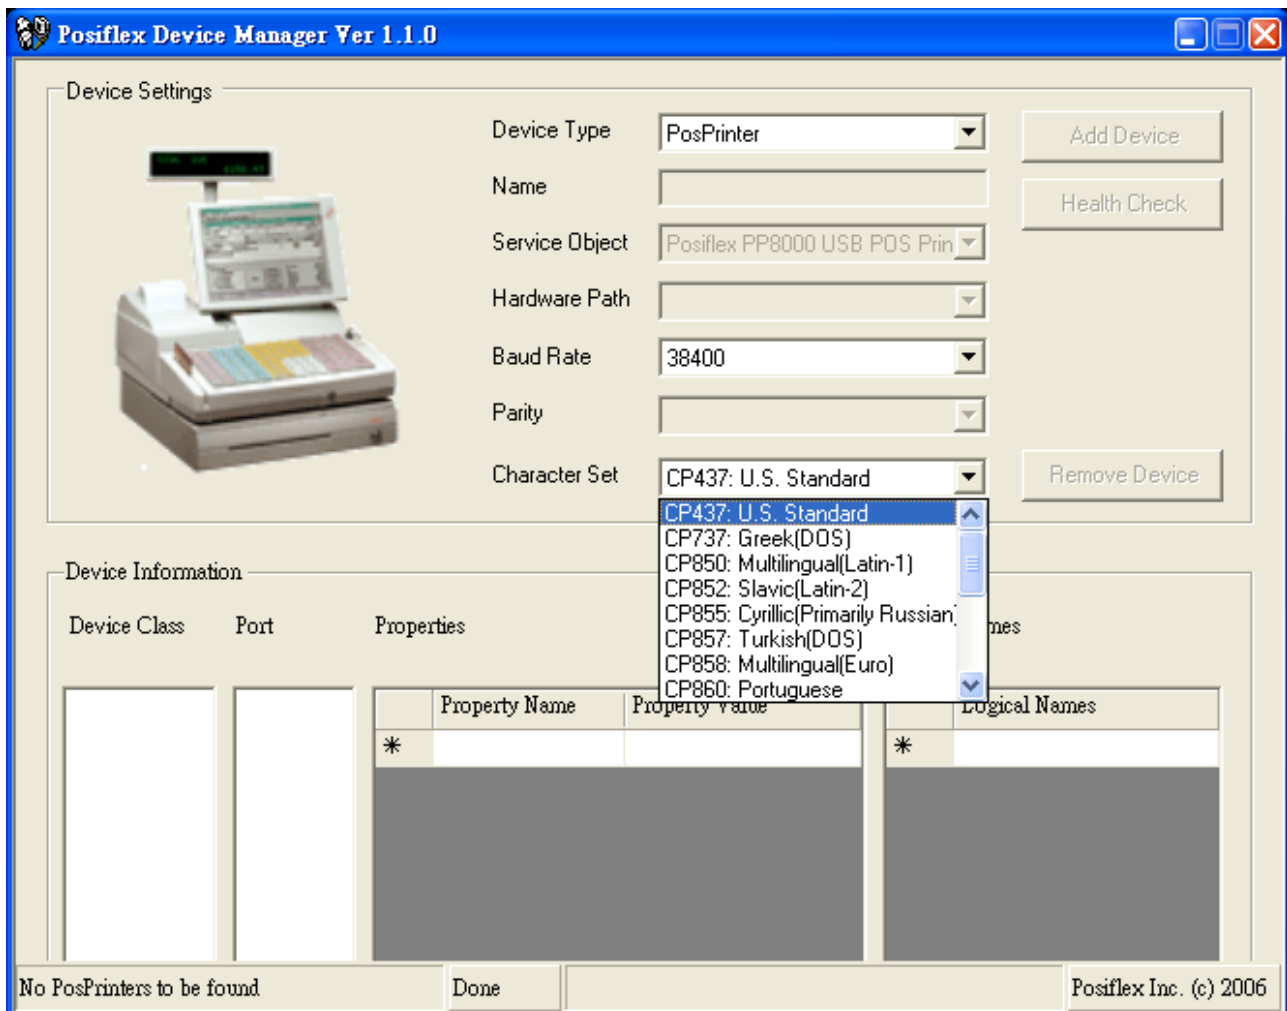 Posiflex Device Manager Ver 1.1.0
Device Settings
Device Type
PosPrinter
Add Device
Name
Health Check
Service Object
Posiflex PP8000 USB POS Prin
Hardware Path
Baud Rate
38400
Parity
Character Set
CP437: U.S. Standard
Remove Device
CP437: U.S. Standard
CP737: Greek(DOS)
CP850: Multilingual(Latin-1)
CP852: Slavic(Latin-2)
CP855: Cyrillic(Primarily Russian)
CP857: Turkish(DOS)
CP858: Multilingual(Euro)
CP860: Portuguese
Device Information
Device Class
Port
Properties
mes
Property Name
Property Value
Logical Names
*
*
No PosPrinters to be found
Done
Posiflex Inc. (c) 2006